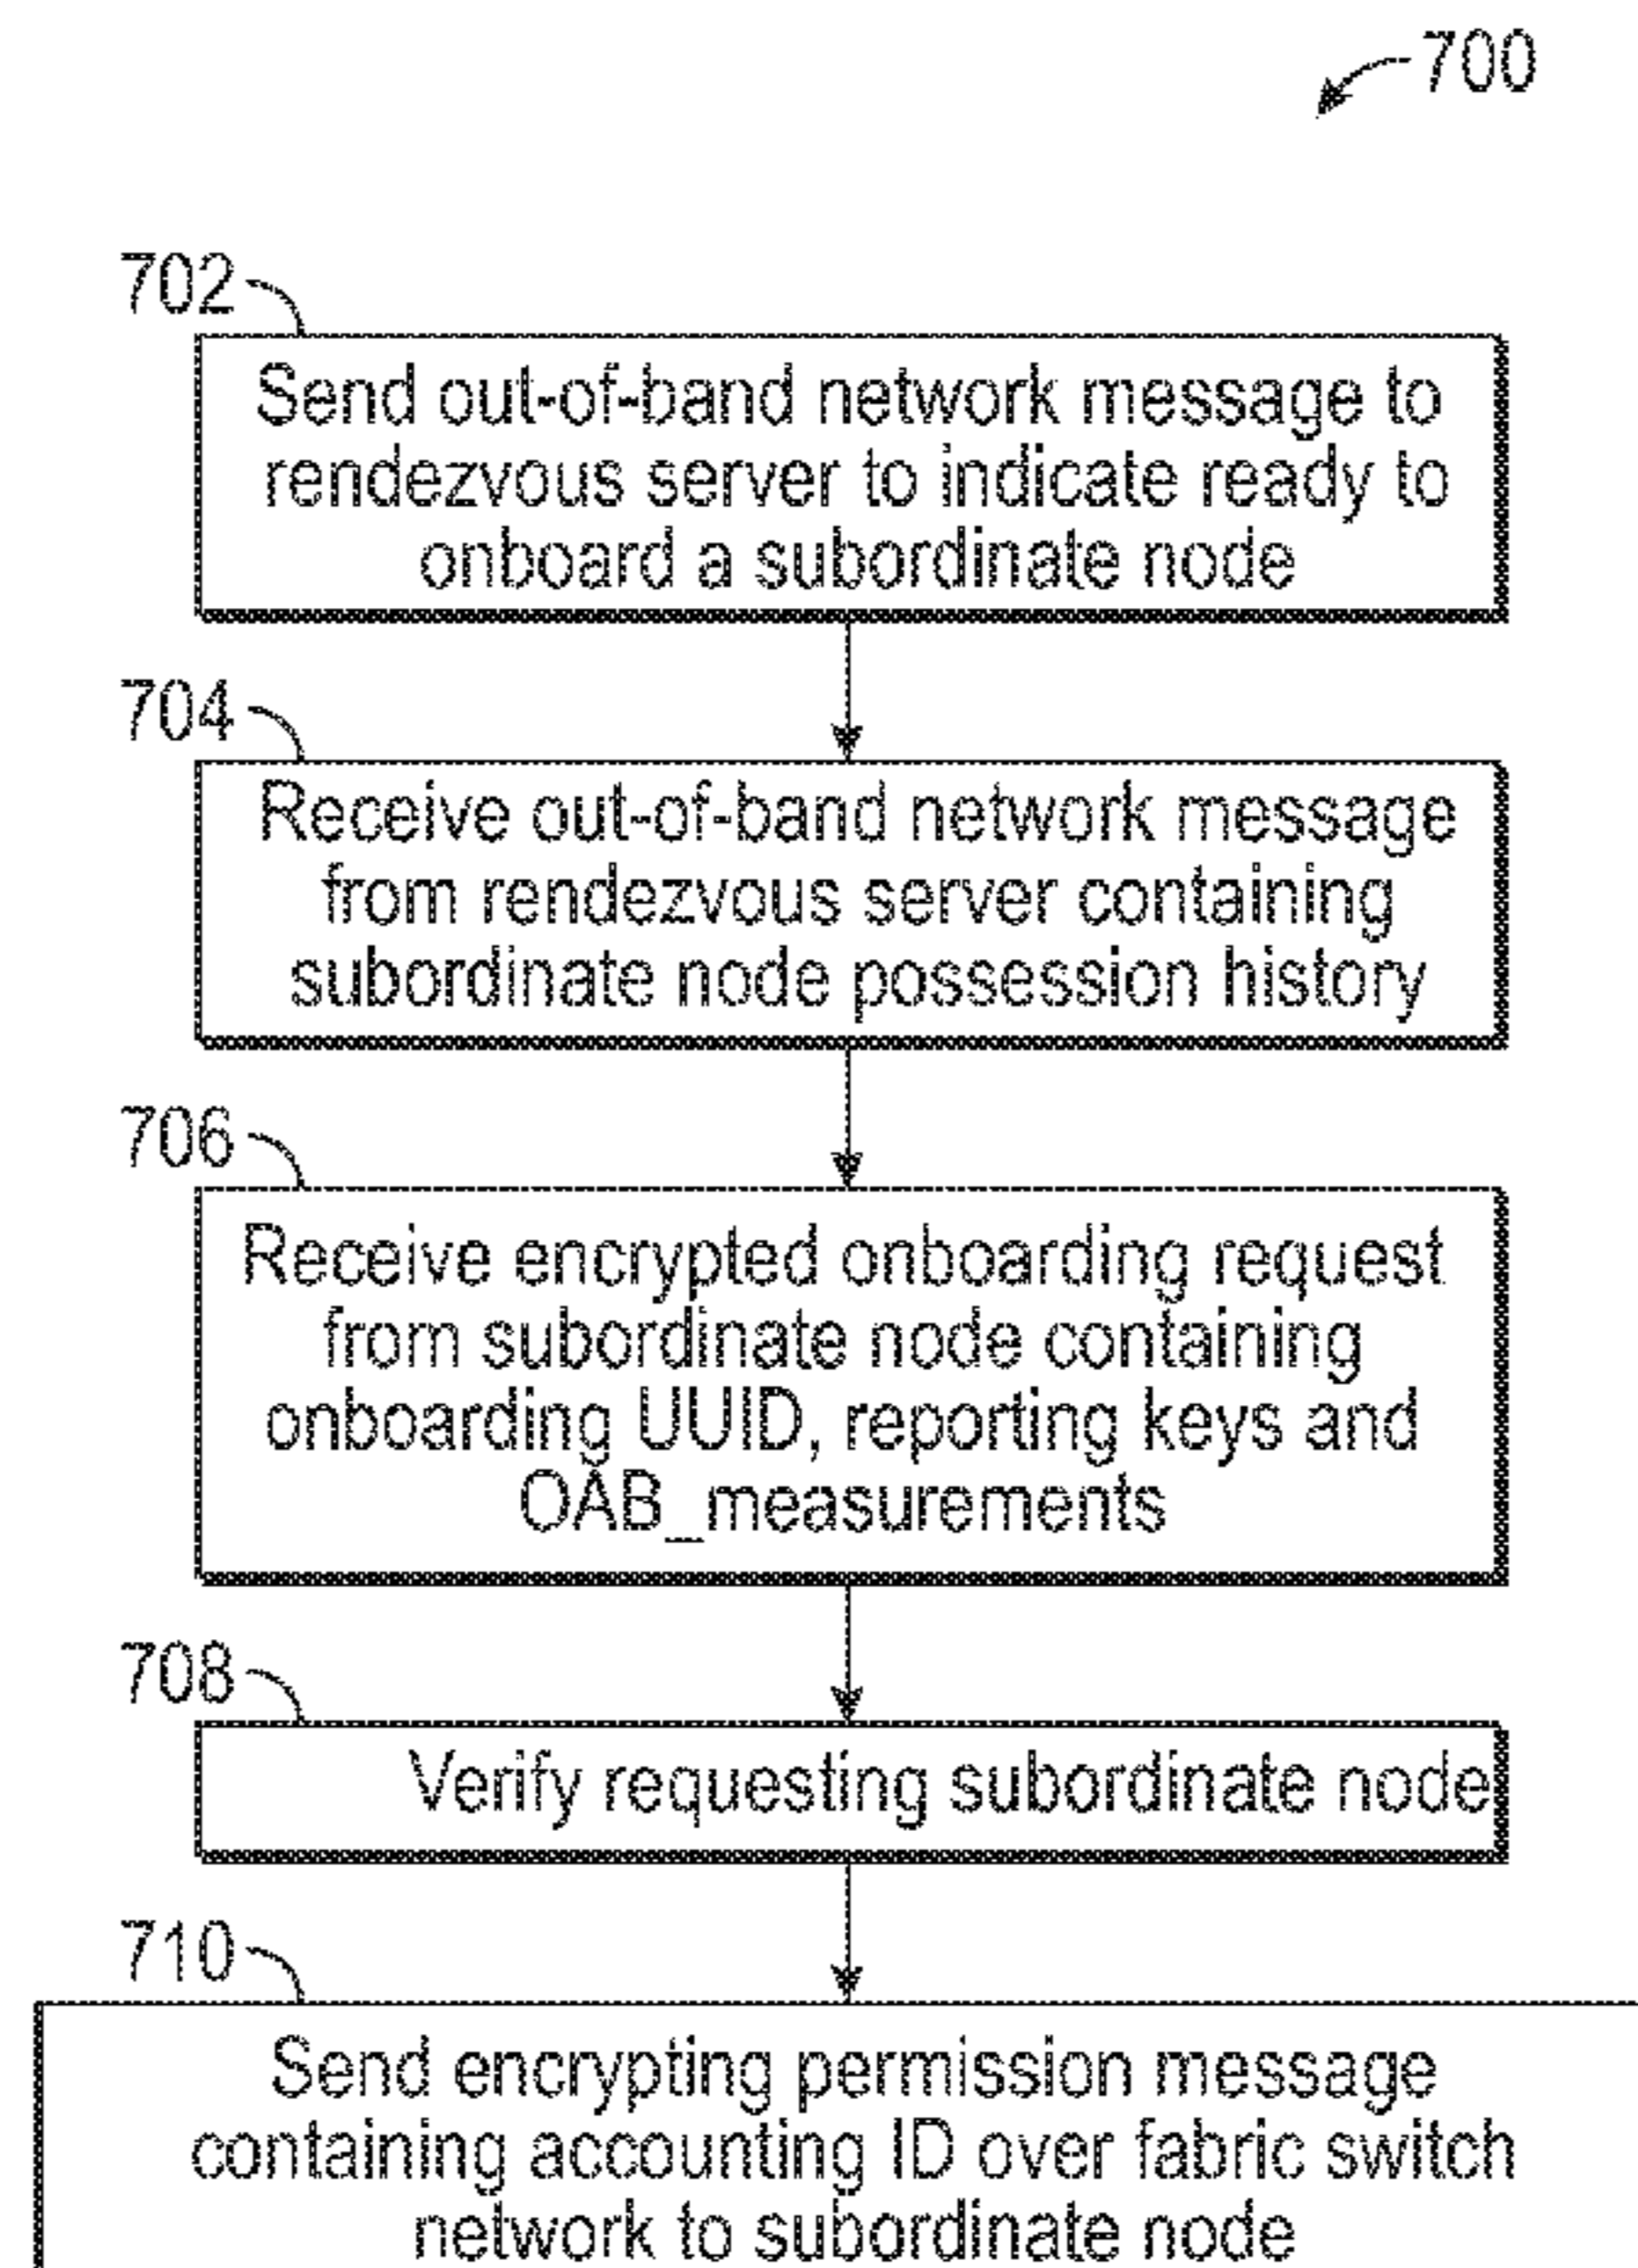 700
702
Send out-of-band network message to
rendezvous server to indicate ready to
onboard a subordinate node
704
Receive out-of-band network message
from rendezvous server containing
subordinate node possession history
706
Receive encrypted onboarding request
from subordinate node containing
onboarding UUID, reporting keys and
OAB_measurements
708
Verify requesting subordinate node
710
Send encrypting permission message
containing accounting ID over fabric switch
network to subordinate node